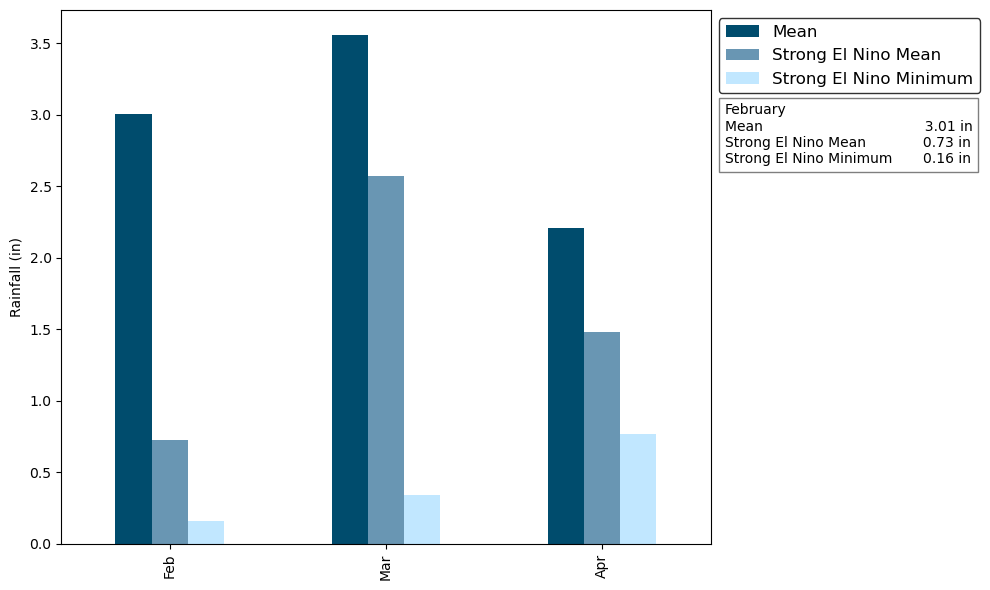 3.5
3.0
2.5
2.0
1.5
1.0
0.5
0.0
Rainfall (in)
Feb
Mar
Apr
Mean
Strong El Nino Mean
Strong El Nino Minimum
February
Mean 3.01 in
Strong El Nino Mean 0.73 in
Strong El Nino Minimum 0.16 in